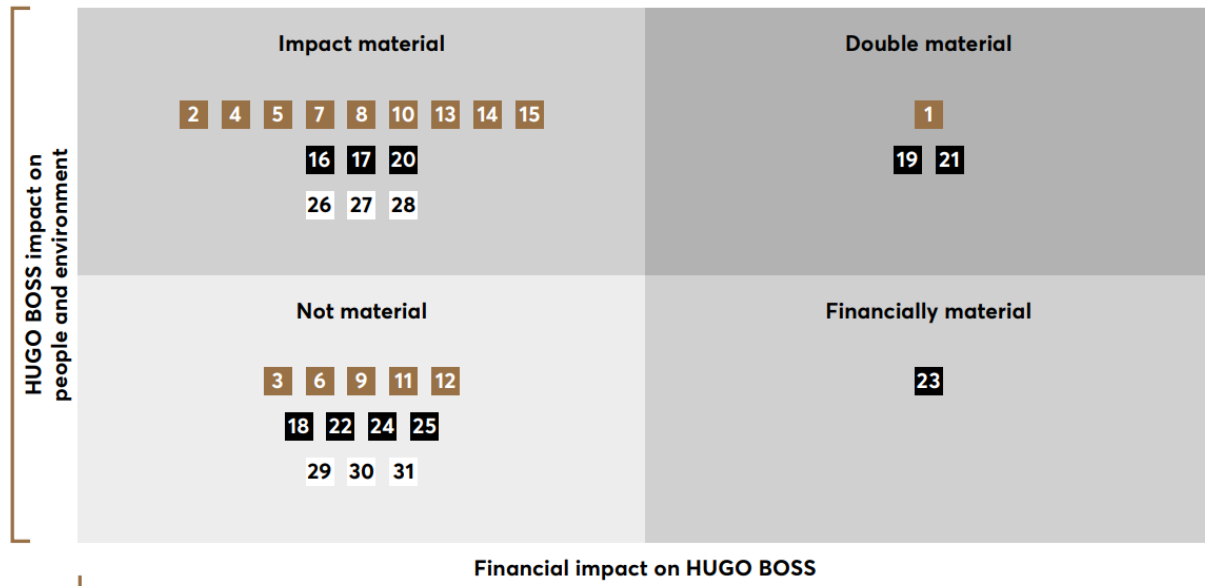 Impact material
Double material
2 4 5 7 8 10 13 14 15
1
16 17 20
19 21
26 27 28
HUGO BOSS impact on
people and environment
Not material
Financially material
3 6 9 11 12
23
18 22 24 25
29 30 31
Financial impact on HUGO BOSS